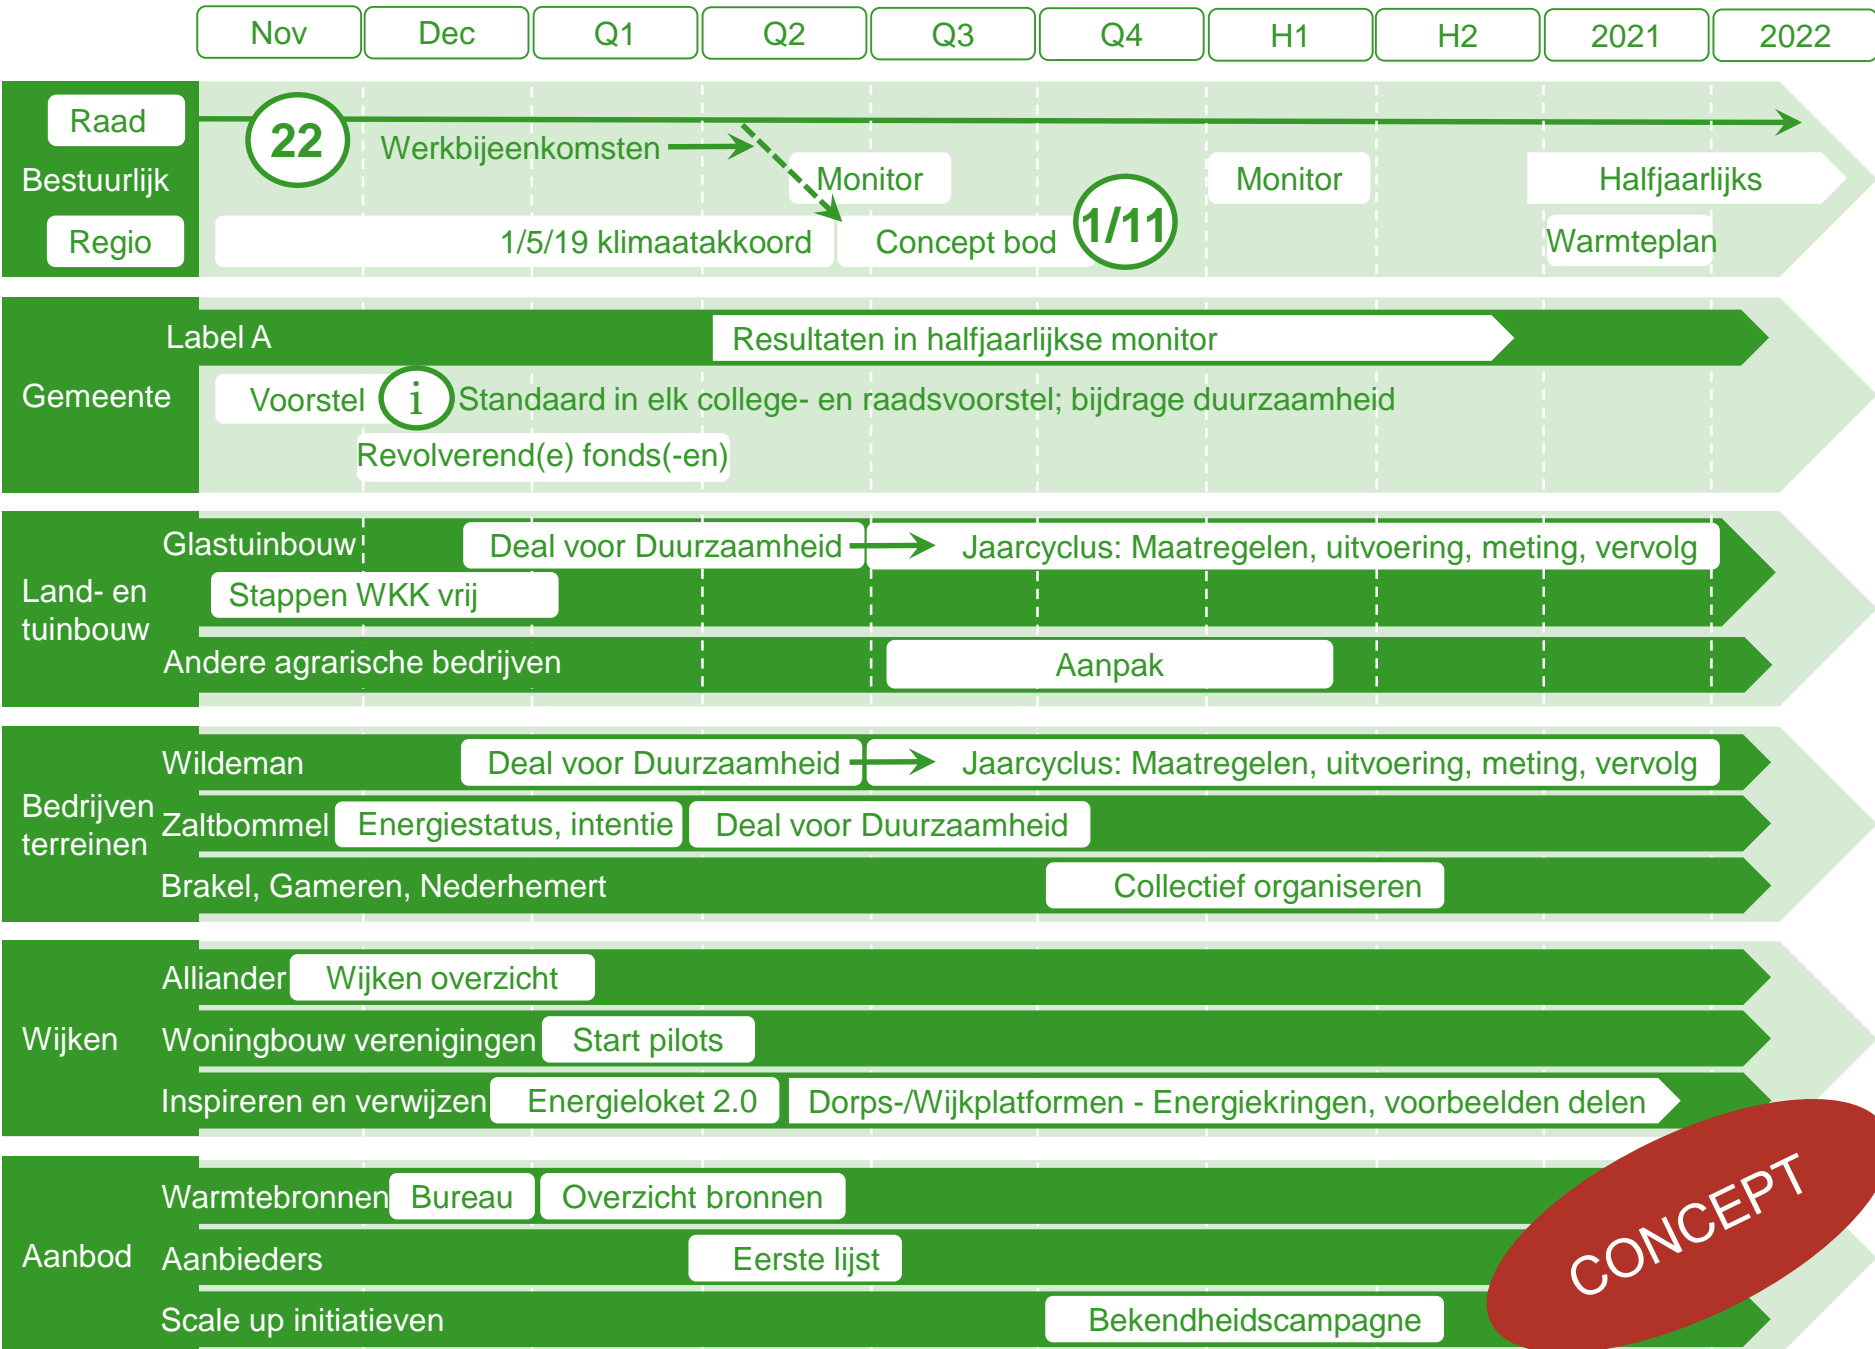 Nov Dec Q1 Q2 Q3 Q4 H1 H2 2021 2022
Raad
22
Werkbijeenkomsten
Bestuurlijk
Monitor
Monitor
Halfjaarlijks
Regio
1/5/19 klimaatakkoord
Concept bod
1/11
Warmteplan
Label A
Resultaten in halfjaarlijkse monitor
Gemeente
Voorstel
i
Standaard in elk college- en raadsvoorstel; bijdrage duurzaamheid
Revolverend(e) fonds(-en)
Glastuinbouw
Deal voor Duurzaamheid
Jaarcyclus: Maatregelen, uitvoering, meting, vervolg
Land- en
tuinbouw
Stappen WKK vrij
Andere agrarische bedrijven
Aanpak
Wildeman
Deal voor Duurzaamheid
Jaarcyclus: Maatregelen, uitvoering, meting, vervolg
Bedrijven
terreinen
Zaltbommel
Energiestatus, intentie
Deal voor Duurzaamheid
Brakel, Gameren, Nederhemert
Collectief organiseren
Alliander
Wijken overzicht
Wijken
Woningbouw verenigingen
Start pilots
Inspireren en verwijzen
Energieloket 2.0
Dorps-/Wijkplatformen - Energiekringen, voorbeelden delen
Warmtebronnen
Bureau
Overzicht bronnen
Aanbod
Aanbieders
Eerste lijst
Scale up initiatieven
Bekendheidscampagne
CONCEPT